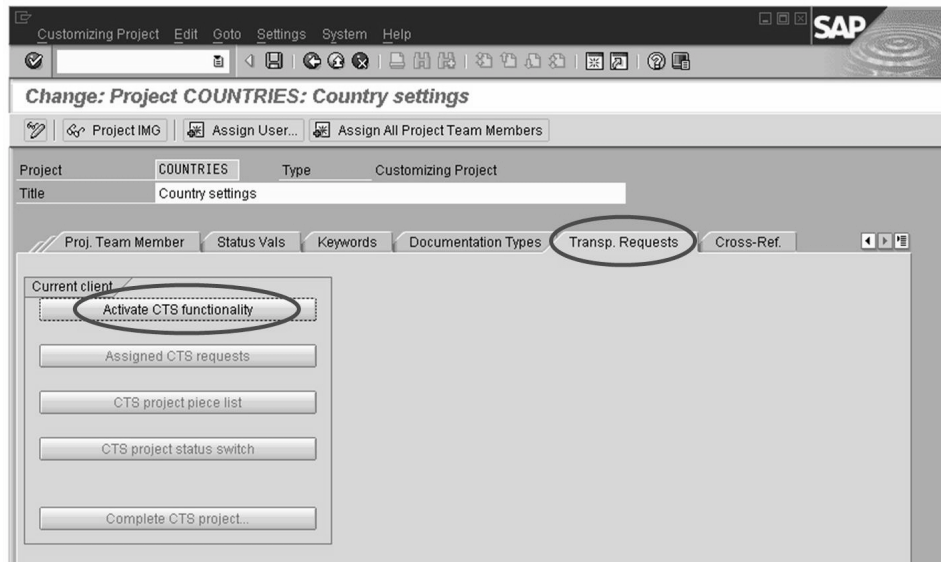 Customizing Project Edit Goto Settings System Help
SAP
Change: Project COUNTRIES: Country settings
Project IMG Assign User... Assign All Project Team Members
Project COUNTRIES Type Customizing Project
Title Country settings
Proj. Team Member Status Vals Keywords Documentation Types Transp. Requests Cross-Ref.
Current client
Activate CTS functionality
Assigned CTS requests
CTS project piece list
CTS project status switch
Complete CTS project...